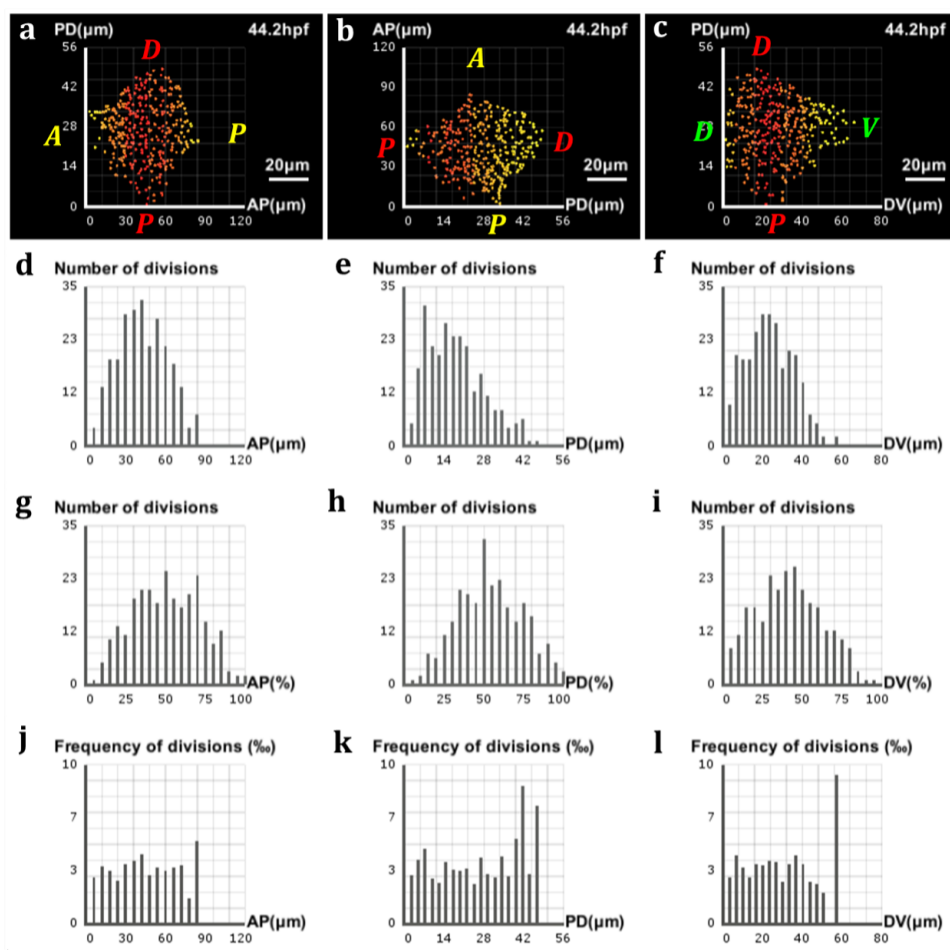 a PD(μm) 44.2hpf
56
42
28
14
0
0 30 60 90 120
AP(μm)
20μm
D
A
P
P
b AP(μm) 44.2hpf
120
90
60
30
0
0 14 28 42 56
PD(μm)
20μm
A
P
D
P
c PD(μm) 44.2hpf
56
42
14
0
0 20 40 60 80
DV(μm)
20μm
D
D
V
P
d Number of divisions
35
23
12
0
0 30 60 90 120
AP(μm)
e Number of divisions
35
23
12
0
0 14 28 42 56
PD(μm)
f Number of divisions
35
23
12
0
0 20 40 60 80
DV(μm)
g Number of divisions
35
23
12
0
0 25 50 75 100
AP(%)
h Number of divisions
35
23
12
0
0 25 50 75 100
PD(%)
i Number of divisions
35
23
12
0
0 25 50 75 100
DV(%)
j Frequency of divisions (‰)
10
7
3
0
0 30 60 90 120
AP(μm)
k Frequency of divisions (‰)
10
7
3
0
0 14 28 42 56
PD(μm)
l Frequency of divisions (‰)
10
7
3
0
0 20 40 60 80
DV(μm)